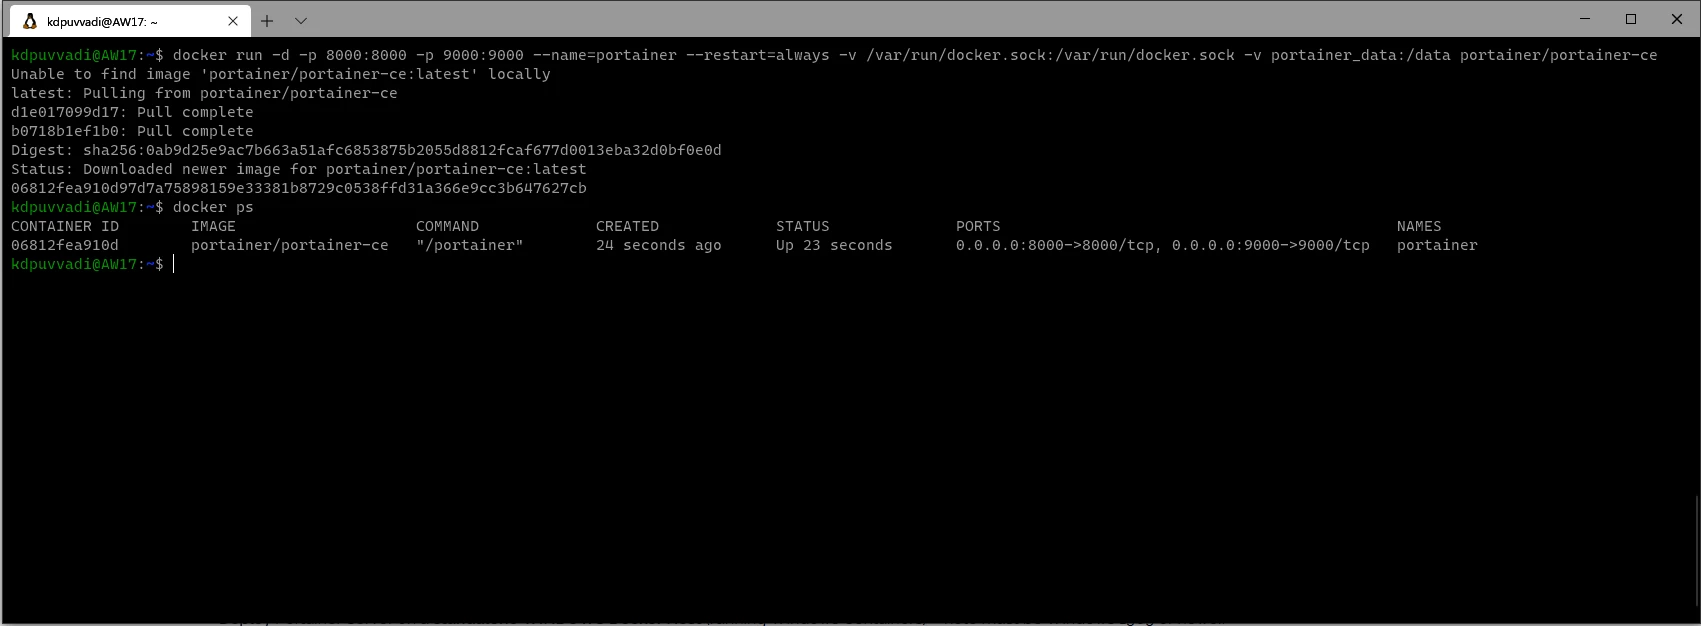 kdpuvvadi@AW17: ~
kdpuvvadi@AW17:~$ docker run -d -p 8000:8000 -p 9000:9000 --name=portainer --restart=always -v /var/run/docker.sock:/var/run/docker.sock -v portainer_data:/data portainer/portainer-ce
Unable to find image 'portainer/portainer-ce:latest' locally
latest: Pulling from portainer/portainer-ce
d1e017099d17: Pull complete
b0718b1ef1b0: Pull complete
Digest: sha256:0ab9d25e9ac7b663a51afc6853875b2055d8812fcaf677d0013eba32d0bf0e0d
Status: Downloaded newer image for portainer/portainer-ce:latest
06812fea910d97d7a75898159e33381b8729c0538ffd31a366e9cc3b647627cb
kdpuvvadi@AW17:~$ docker ps
CONTAINER ID IMAGE COMMAND CREATED STATUS PORTS NAMES
06812fea910d portainer/portainer-ce "/portainer" 24 seconds ago Up 23 seconds 0.0.0.0:8000->8000/tcp, 0.0.0.0:9000->9000/tcp portainer
kdpuvvadi@AW17:~$